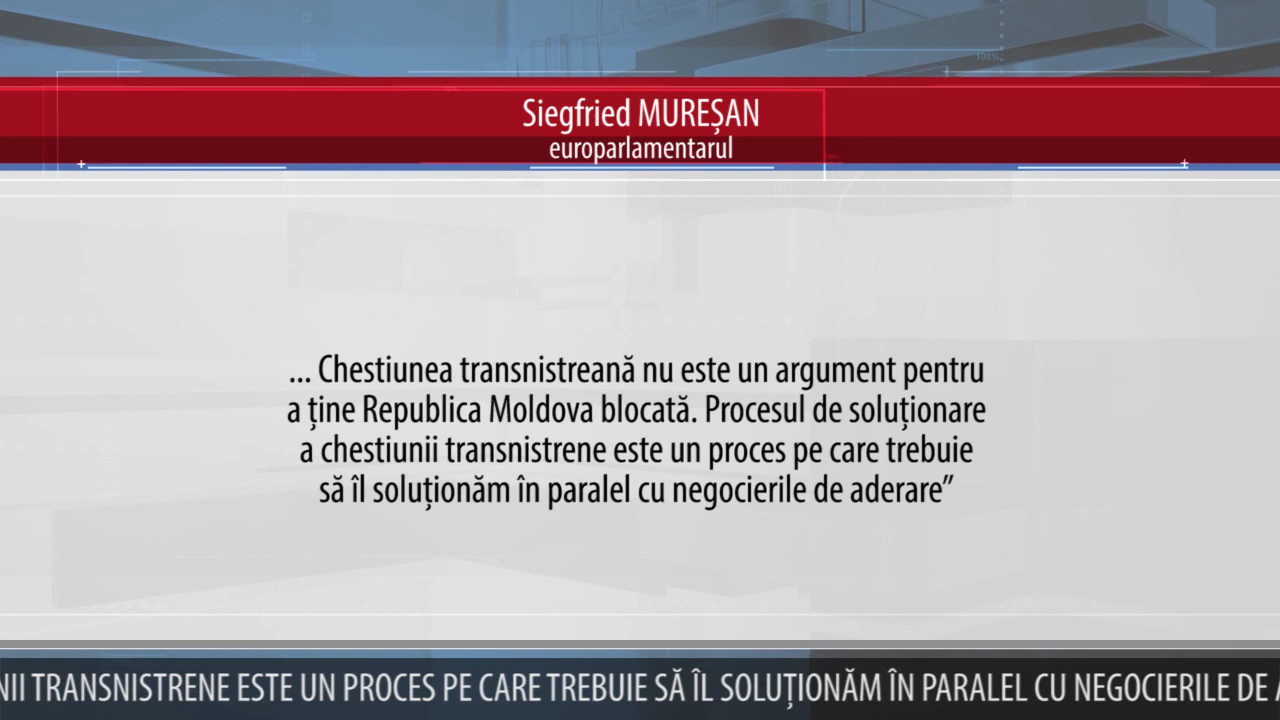 100%
Siegfried MUREȘAN
europarlamentarul
... Chestiunea transnistreană nu este un argument pentru
a ține Republica Moldova blocată. Procesul de soluționare
a chestiunii transnistrene este un proces pe care trebuie
să îl soluționăm în paralel cu negocierile de aderare”
NII TRANSNISTRENE ESTE UN PROCES PE CARE TREBUIE SĂ ÎL SOLUȚIONĂM ÎN PARALEL CU NEGOCIERILE DE